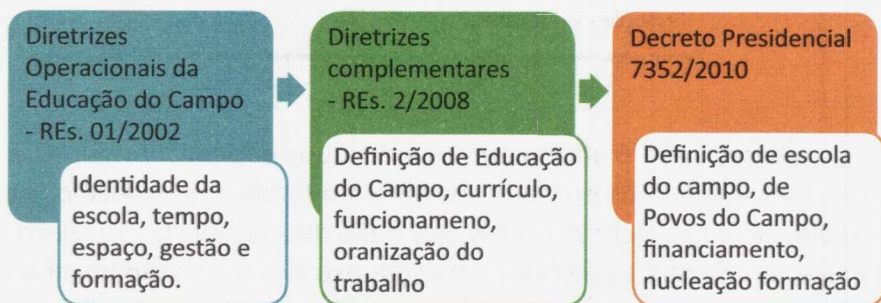 Diretrizes
Operacionais da
Educação do Campo
- REs. 01/2002
Identidade da
escola, tempo,
espaço, gestão e
formação.
Diretrizes
complementares
- REs. 2/2008
Definição de Educação
do Campo, currículo,
funcionameno,
oranização do
trabalho
Decreto Presidencial
7352/2010
Definição de escola
do campo, de
Povos do Campo,
financiamento,
nucleação formação